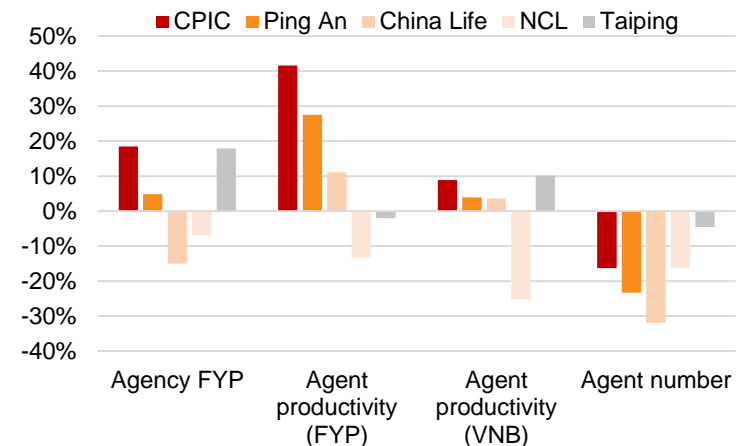 CPIC Ping An China Life NCL Taiping
50%
40%
30%
20%
10%
0%
-10%
-20%
-30%
-40%
Agency FYP
Agent
productivity
(FYP)
Agent
productivity
(VNB)
Agent number